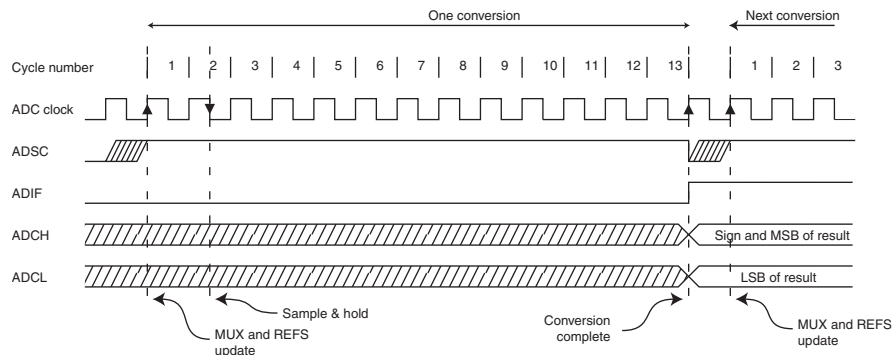 One conversion
Next conversion
Cycle number 1 2 3 4 5 6 7 8 9 10 11 12 13 1 2 3
ADC clock
ADSC
ADIF
ADCH
Sign and MSB of result
ADCL
LSB of result
Sample & hold
MUX and REFS
update
Conversion
complete
MUX and REFS
update